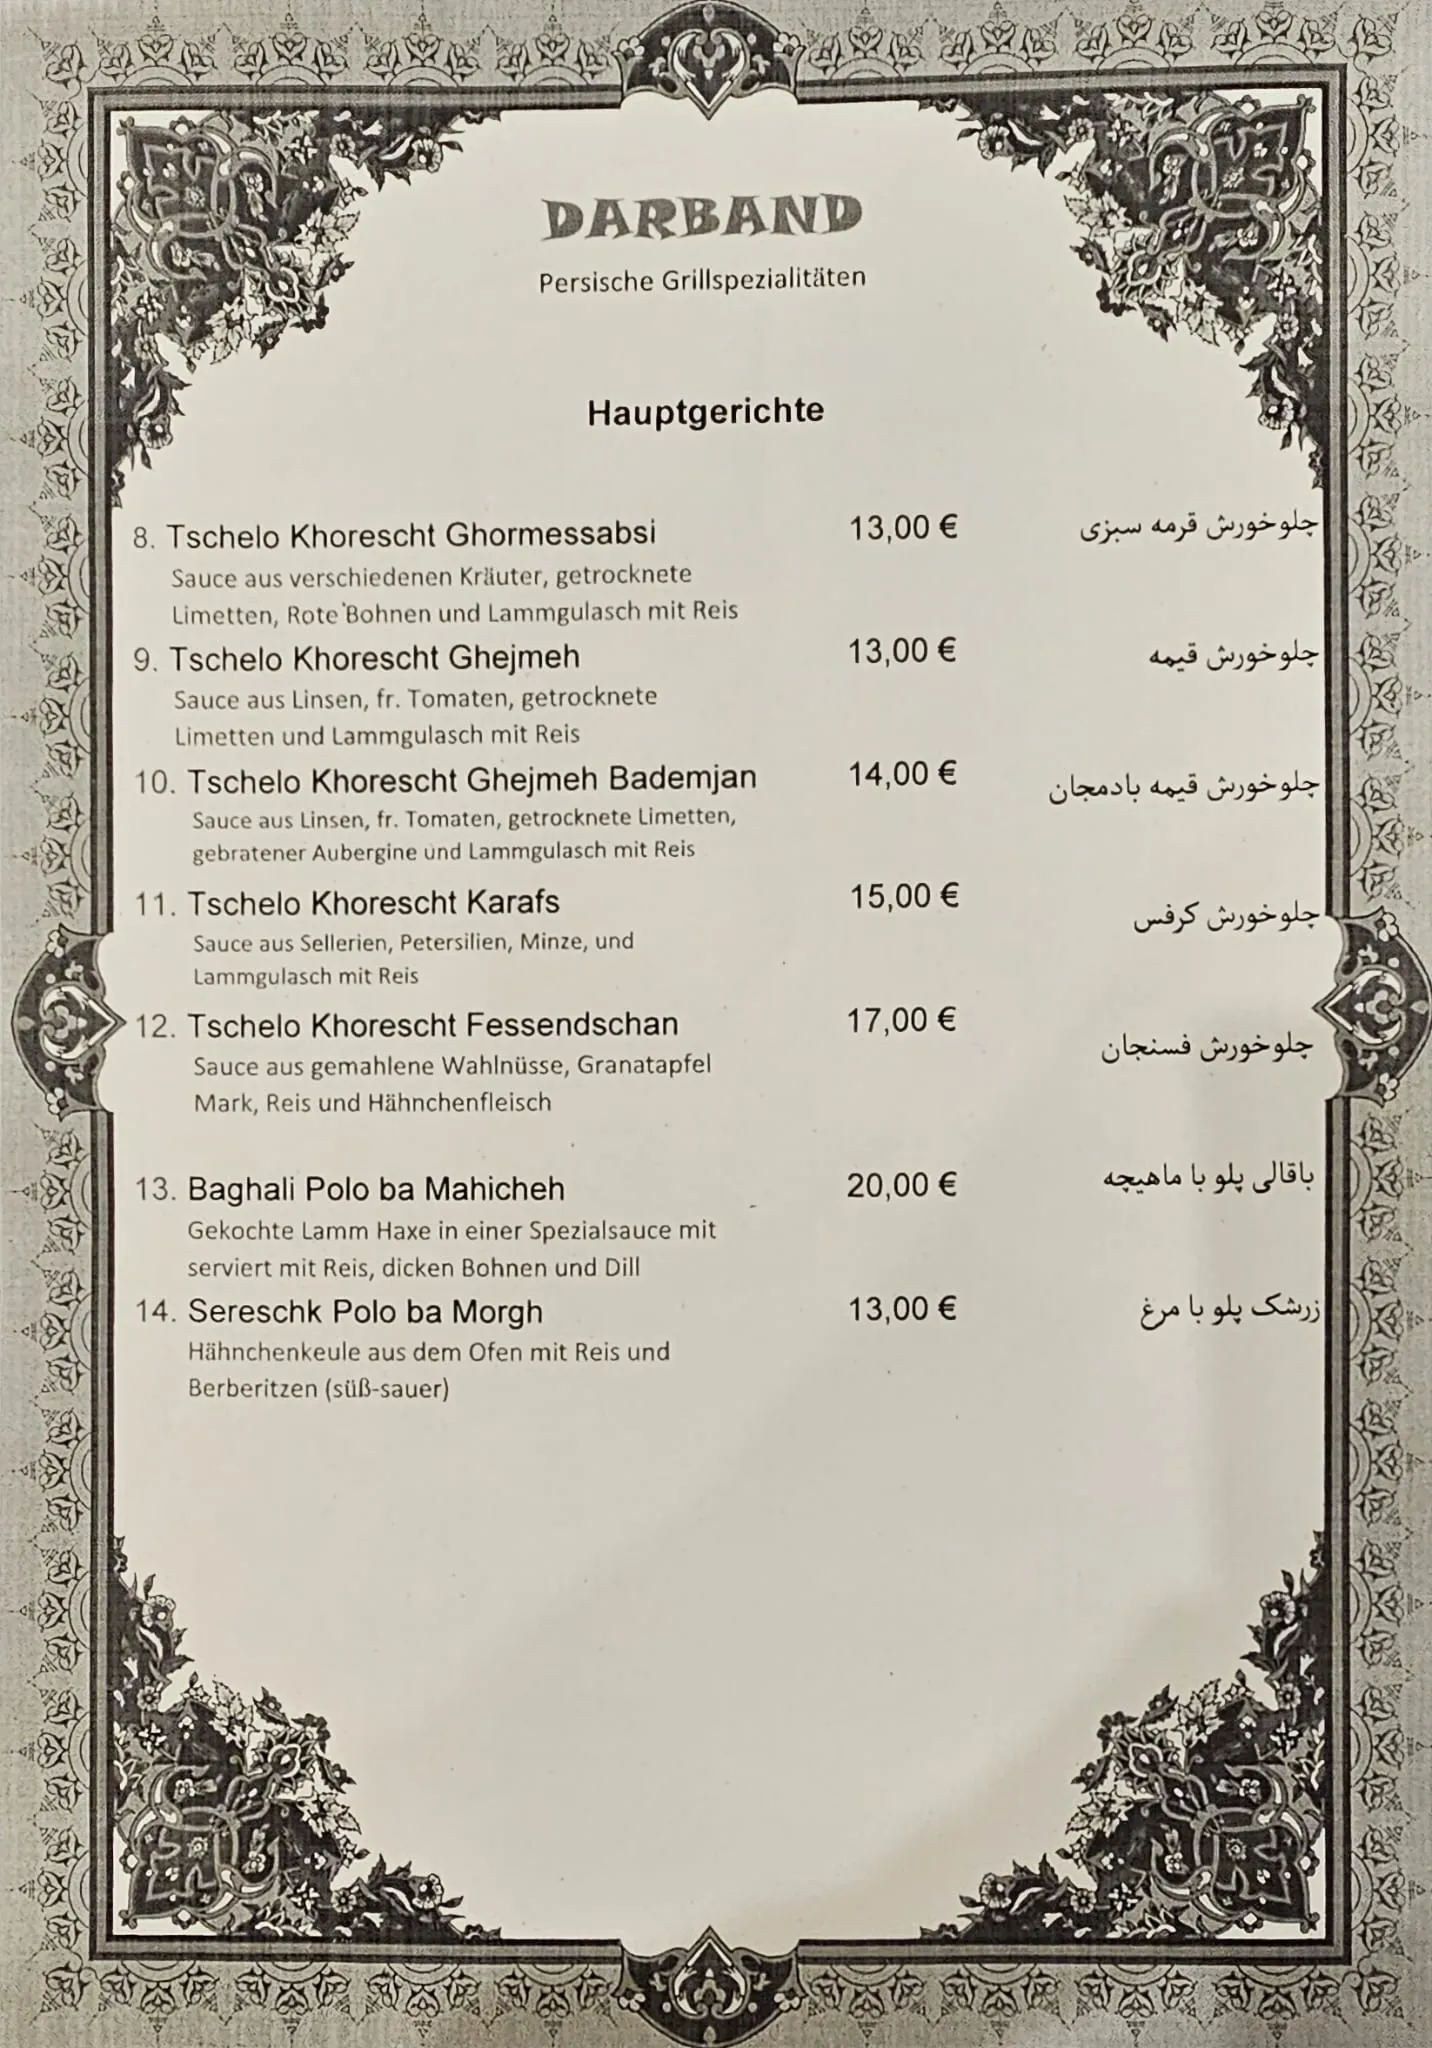 DARBAND
Persische Grillspezialitäten
Hauptgerichte
8. Tschelo Khorescht Ghormessabsi 13,00 € چلوخورش قرمه سبزی
Sauce aus verschiedenen Kräuter, getrocknete
Limetten, Rote Bohnen und Lammgulasch mit Reis
9. Tschelo Khorescht Ghejmeh 13,00 € چلوخورش قیمه
Sauce aus Linsen, fr. Tomaten, getrocknete
Limetten und Lammgulasch mit Reis
10. Tschelo Khorescht Ghejmeh Bademjan 14,00 € چلوخورش قیمه بادمجان
Sauce aus Linsen, fr. Tomaten, getrocknete Limetten,
gebratener Aubergine und Lammgulasch mit Reis
11. Tschelo Khorescht Karafs 15,00 € چلوخورش کرفس
Sauce aus Sellerien, Petersilien, Minze, und
Lammgulasch mit Reis
12. Tschelo Khorescht Fessendschan 17,00 € چلوخورش فسنجان
Sauce aus gemahlene Wahlnüsse, Granatapfel
Mark, Reis und Hähnchenfleisch
13. Baghali Polo ba Mahicheh 20,00 € باقالی پلو با ماهیچه
Gekochte Lamm Haxe in einer Spezialsauce mit
serviert mit Reis, dicken Bohnen und Dill
14. Sereschk Polo ba Morgh 13,00 € زرشک پلو با مرغ
Hähnchenkeule aus dem Ofen mit Reis und
Berberitzen (süß-sauer)